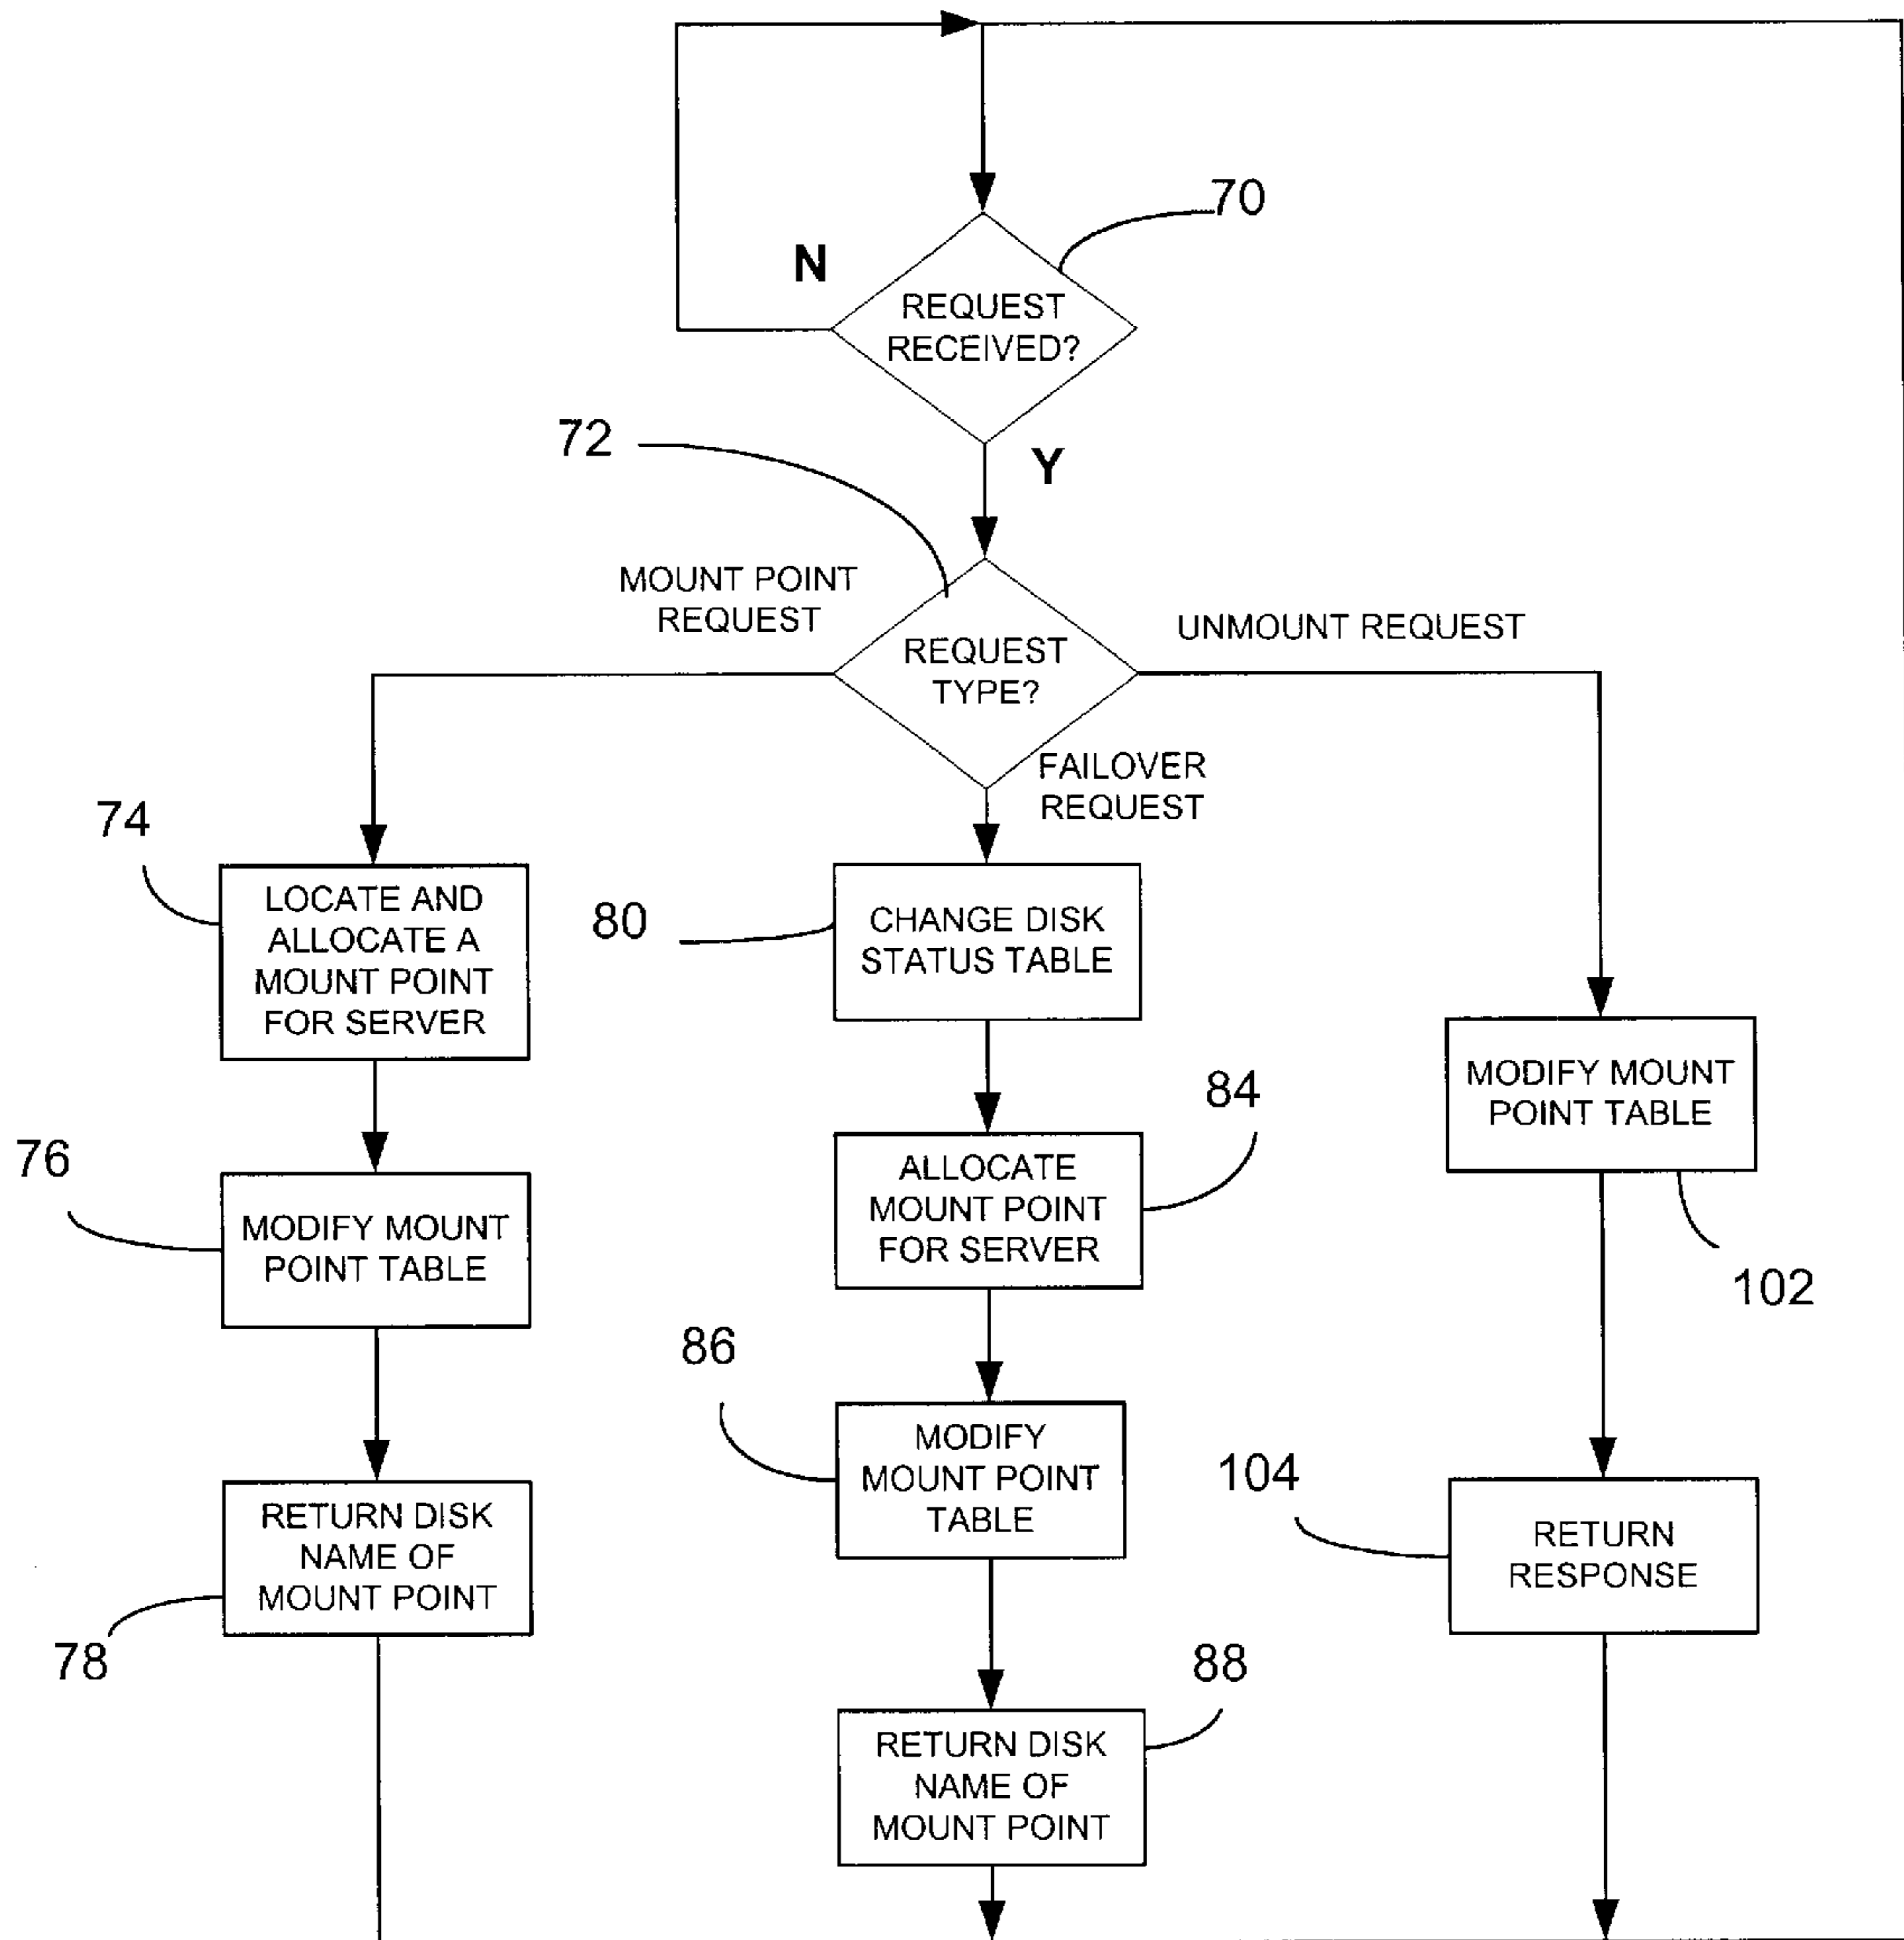 70
N
REQUEST
RECEIVED?
72
Y
MOUNT POINT
REQUEST
UNMOUNT REQUEST
REQUEST
TYPE?
FAILOVER
REQUEST
74
LOCATE AND
ALLOCATE A
MOUNT POINT
FOR SERVER
80
CHANGE DISK
STATUS TABLE
MODIFY MOUNT
POINT TABLE
102
84
ALLOCATE
MOUNT POINT
FOR SERVER
76
MODIFY MOUNT
POINT TABLE
86
MODIFY
MOUNT POINT
TABLE
104
RETURN
RESPONSE
RETURN DISK
NAME OF
MOUNT POINT
78
88
RETURN DISK
NAME OF
MOUNT POINT